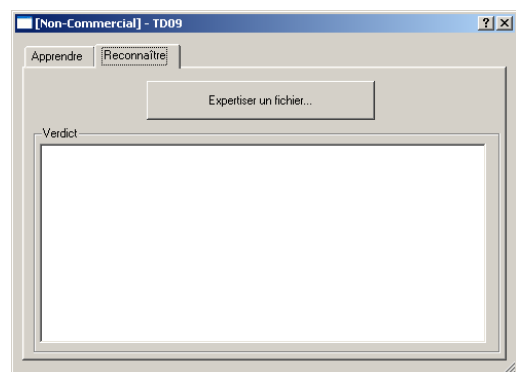 [Non-Commercial] - TD09
Apprendre Reconnaître
Expertiser un fichier...
Verdict